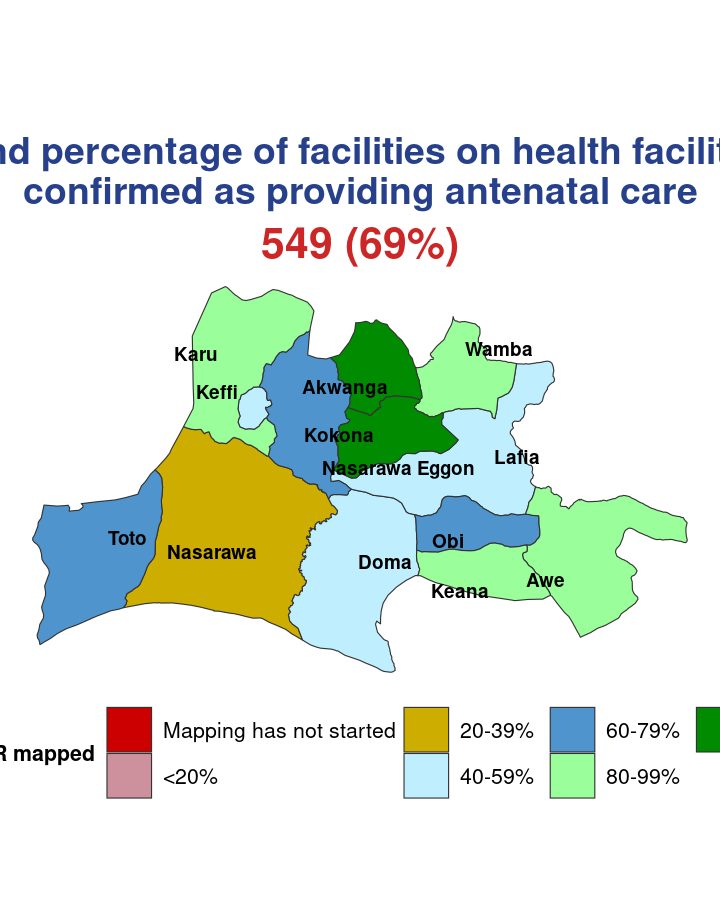 percentage of facilities on health
confirmed as providing antenatal care
549 (69%)
Wamba
Karu
Keffi
Akwanga
Kokona
Lafia
Nasarawa Eggon
Toto
Obi
Nasarawa
Doma
Awe
Keana
Mapping has not started
20-39%
60-79%
mapped
<20%
40-59%
80-99%